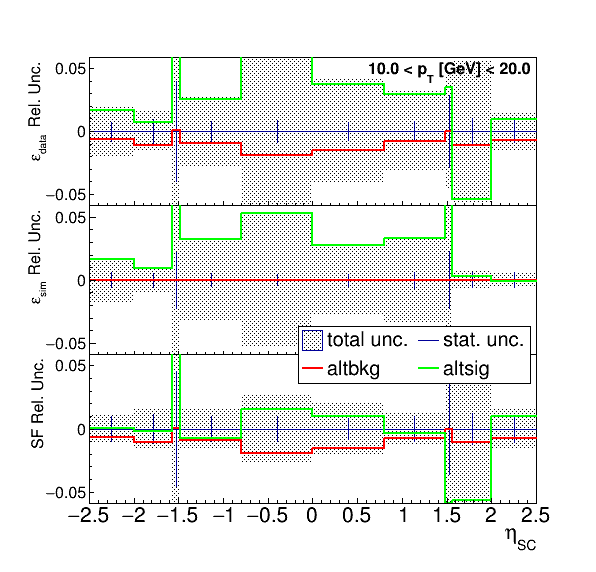 10.0 < p_T [GeV] < 20.0
ε_data Rel. Unc.
0.05
0
−0.05
ε_sim Rel. Unc.
0.05
0
−0.05
total unc. stat. unc.
altbkg altsig
SF Rel. Unc.
0.05
0
−0.05
−2.5 −2 −1.5 −1 −0.5 0 0.5 1 1.5 2 2.5
η_SC